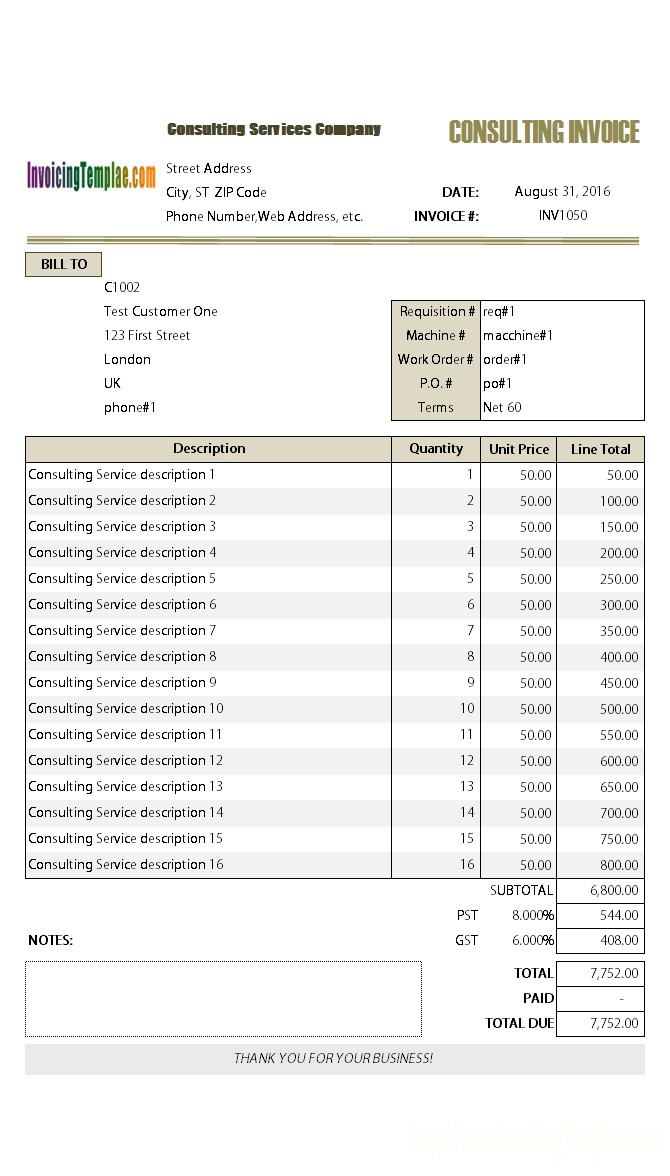 Consulting Services Company
CONSULTING INVOICE
InvoicingTemplae.com
Street Address
City, ST ZIP Code
DATE: August 31, 2016
Phone Number,Web Address, etc.
INVOICE #: INV1050
BILL TO
C1002
Test Customer One
Requisition # req#1
123 First Street
Machine # macchine#1
London
Work Order # order#1
UK
P.O. # po#1
phone#1
Terms Net 60
Description Quantity Unit Price Line Total
Consulting Service description 1 1 50.00 50.00
Consulting Service description 2 2 50.00 100.00
Consulting Service description 3 3 50.00 150.00
Consulting Service description 4 4 50.00 200.00
Consulting Service description 5 5 50.00 250.00
Consulting Service description 6 6 50.00 300.00
Consulting Service description 7 7 50.00 350.00
Consulting Service description 8 8 50.00 400.00
Consulting Service description 9 9 50.00 450.00
Consulting Service description 10 10 50.00 500.00
Consulting Service description 11 11 50.00 550.00
Consulting Service description 12 12 50.00 600.00
Consulting Service description 13 13 50.00 650.00
Consulting Service description 14 14 50.00 700.00
Consulting Service description 15 15 50.00 750.00
Consulting Service description 16 16 50.00 800.00
SUBTOTAL 6,800.00
PST 8.000% 544.00
NOTES:
GST 6.000% 408.00
TOTAL 7,752.00
PAID -
TOTAL DUE 7,752.00
THANK YOU FOR YOUR BUSINESS!